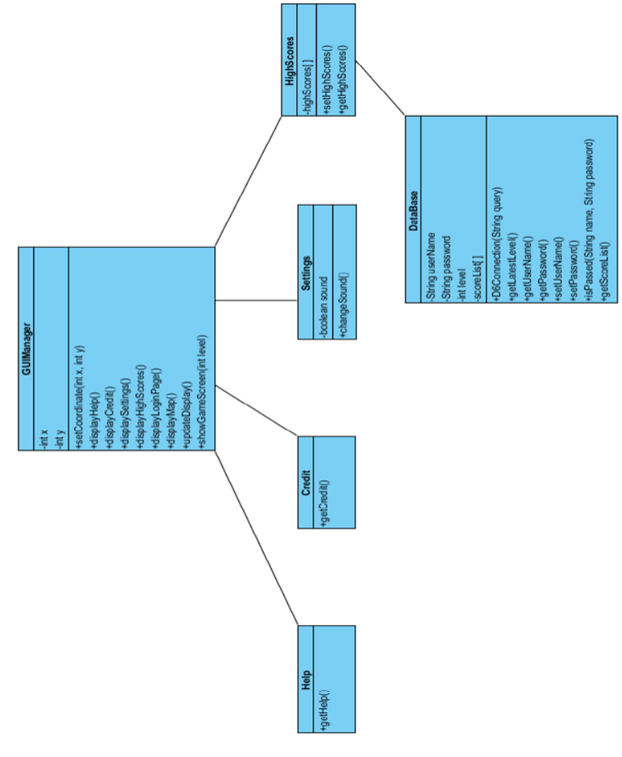 GUIManager
-int x
-int y
+setCoordinate(int x, int y)
+displayHelp()
+displayCredit()
+displaySettings()
+displayHighScores()
+displayLoginPage()
+displayMap()
+updateDisplay()
+showGameScreen(int level)
Help
+getHelp()
Credit
+getCredit()
Settings
-boolean sound
+changeSound()
HighScores
-highScores[]
+setHighScores()
+getHighScores()
DataBase
-String userName
-String password
-int level
-scoreList[]
+DBConnection(String query)
+getLatestLevel()
+getUserName()
+getPassword()
+setUserName()
+setPassword()
+isPassed(String name, String password)
+getScoreList()